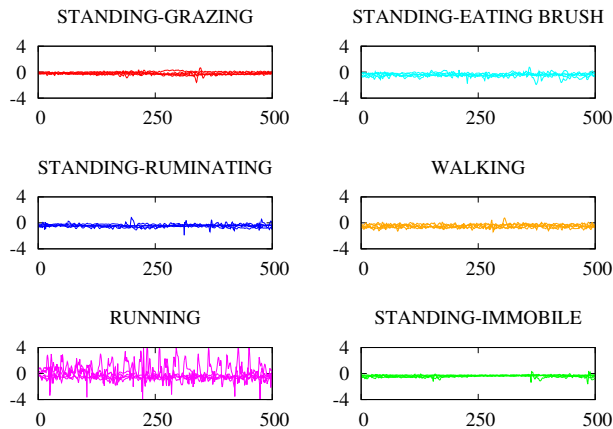 STANDING-GRAZING
4
0
-4
0 250 500
STANDING-EATING BRUSH
4
0
-4
0 250 500
STANDING-RUMINATING
4
0
-4
0 250 500
WALKING
4
0
-4
0 250 500
RUNNING
4
0
-4
0 250 500
STANDING-IMMOBILE
4
0
-4
0 250 500